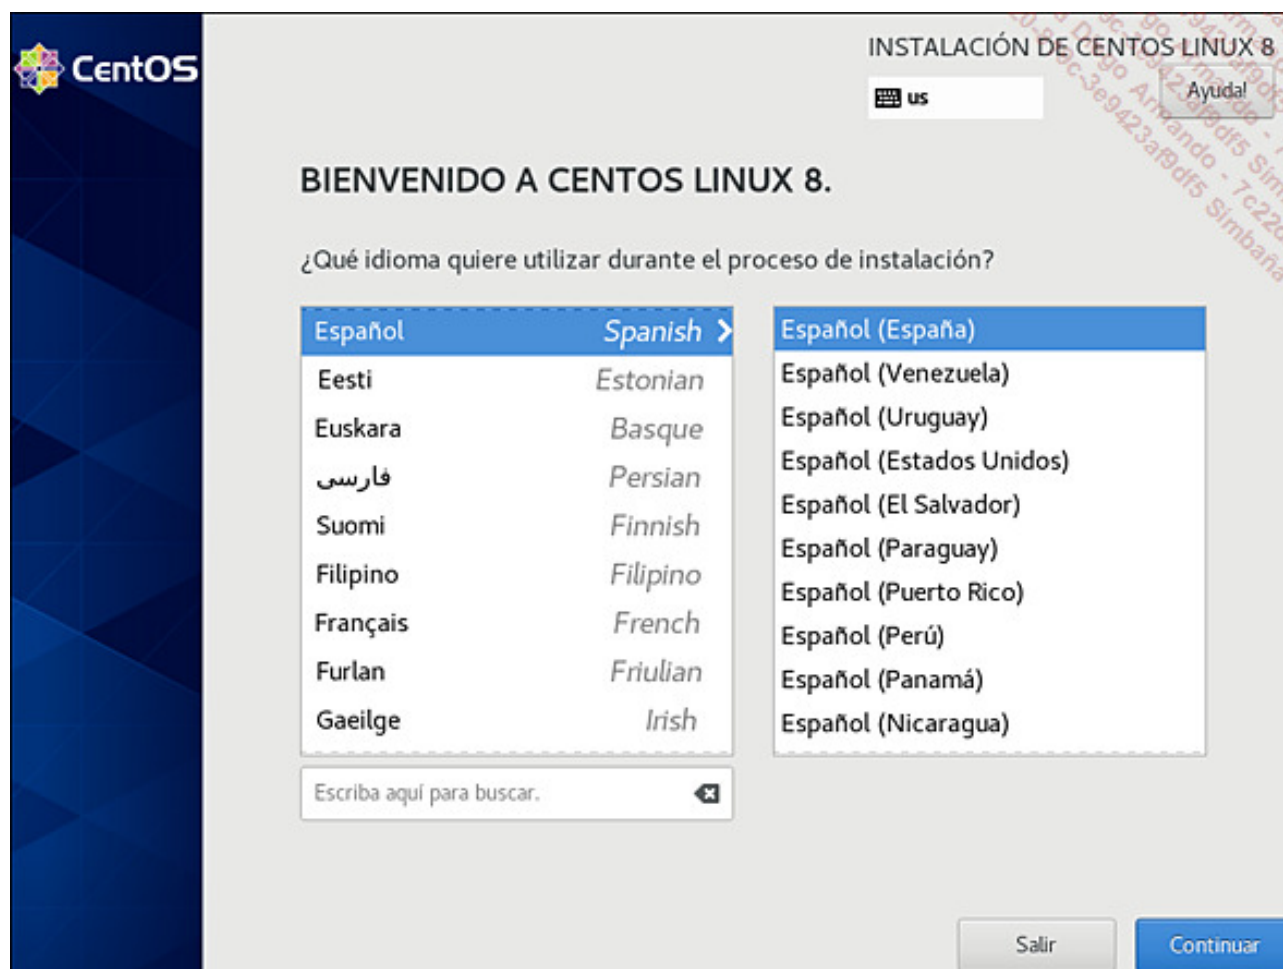 CentOS
INSTALACIÓN DE CENTOS LINUX 8
us
Ayuda!
BIENVENIDO A CENTOS LINUX 8.
¿Qué idioma quiere utilizar durante el proceso de instalación?
Español Spanish
Eesti Estonian
Euskara Basque
فارسی Persian
Suomi Finnish
Filipino Filipino
Français French
Furlan Friulian
Gaeilge Irish
Español (España)
Español (Venezuela)
Español (Uruguay)
Español (Estados Unidos)
Español (El Salvador)
Español (Paraguay)
Español (Puerto Rico)
Español (Perú)
Español (Panamá)
Español (Nicaragua)
Escriba aquí para buscar.
Salir
Continuar